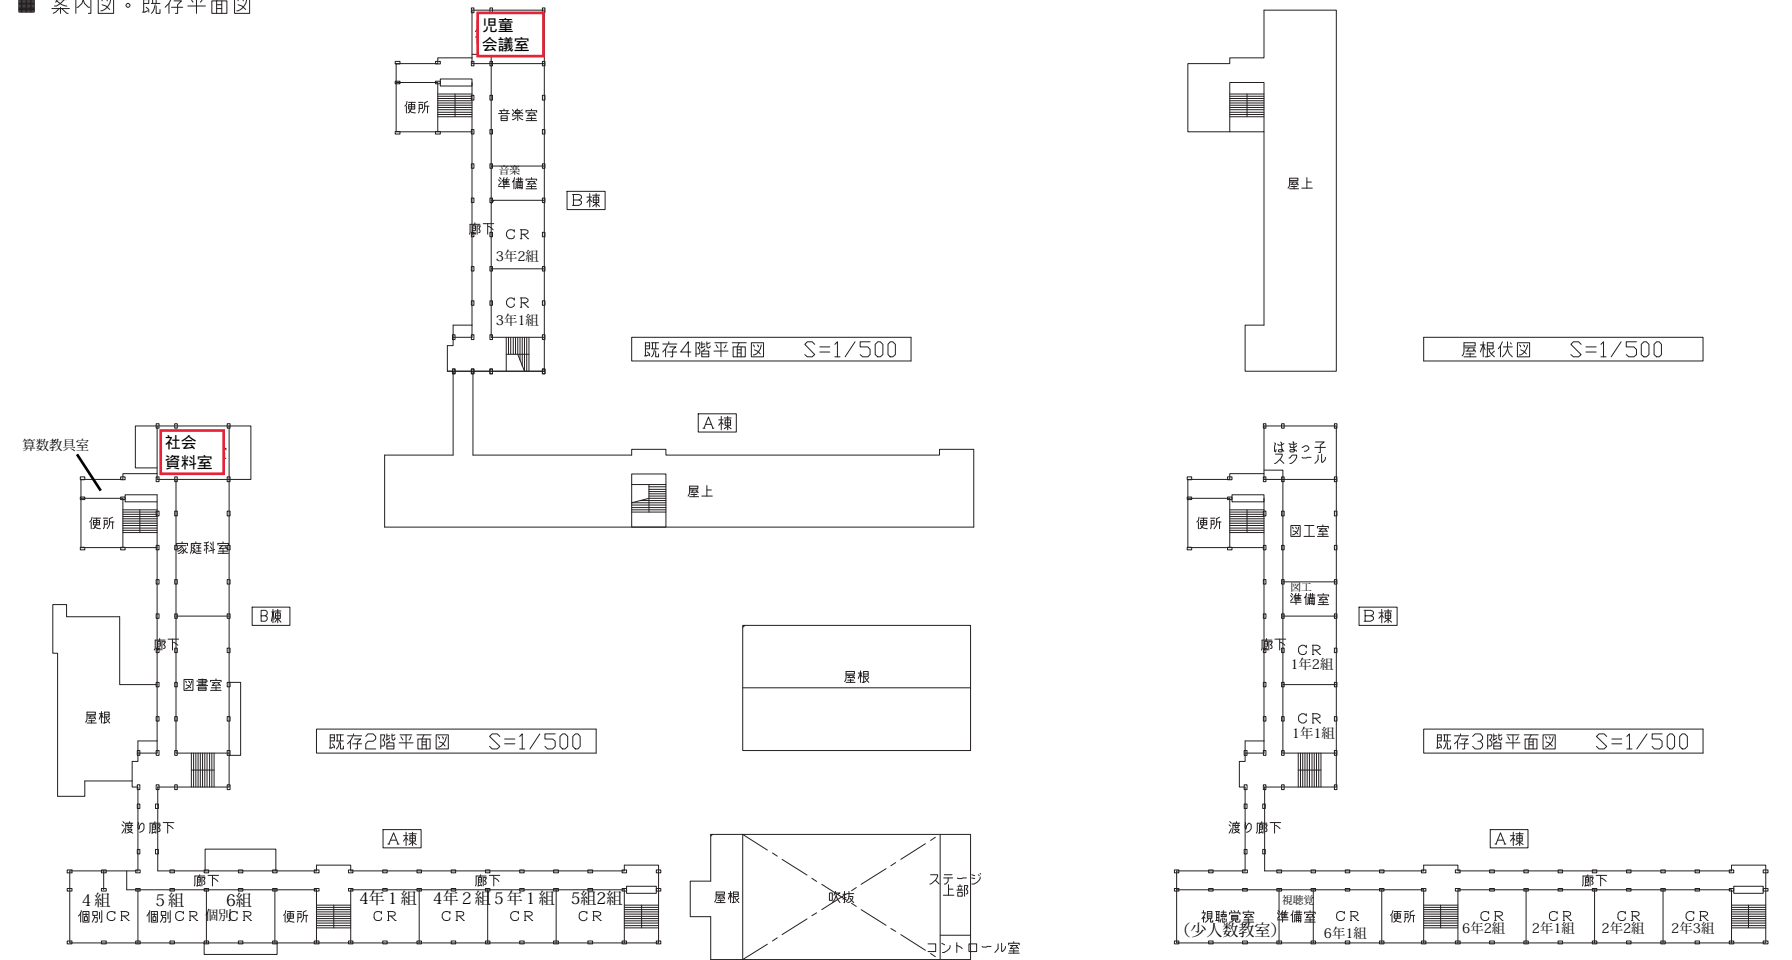 ■ 案内図・既存平面図
児童
会議室
便所
音楽室
音楽
準備室
B棟
廊下
CR
3年2組
CR
3年1組
既存4階平面図 S=1/500
A棟
屋上
屋上
屋根伏図 S=1/500
算数教具室
社会
資料室
便所
家庭科室
B棟
廊下
図書室
屋根
既存2階平面図 S=1/500
渡り廊下
A棟
廊下
廊下
4組
個別CR
5組
個別CR
6組
個別CR
便所
4年1組
CR
4年2組
CR
5年1組
CR
5組2組
CR
屋根
屋根
吹抜
ステージ
上部
コントロール室
はまっ子
スクール
便所
図工室
図工
準備室
B棟
廊下
CR
1年2組
CR
1年1組
既存3階平面図 S=1/500
渡り廊下
A棟
廊下
視聴覚室
(少人数教室)
視聴覚
準備室
CR
6年1組
便所
CR
6年2組
CR
2年1組
CR
2年2組
CR
2年3組